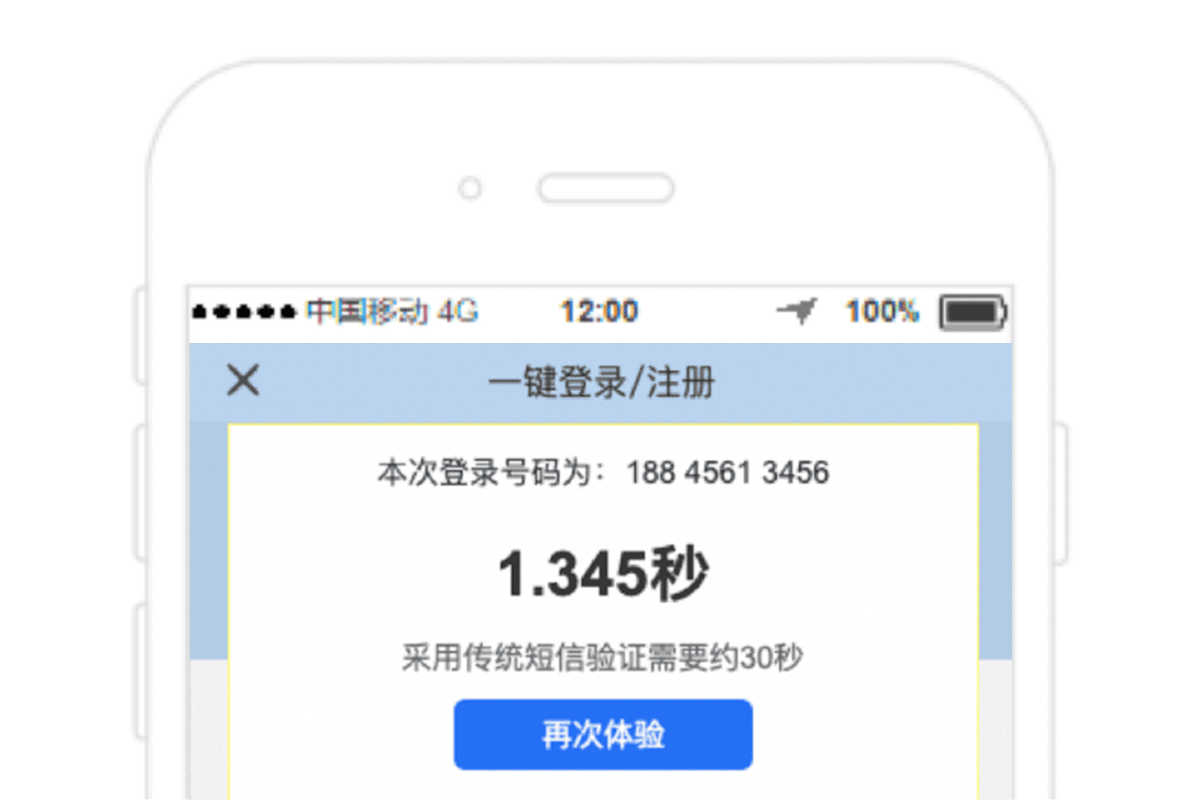 中国移动 4G 12:00 100%
一键登录/注册
本次登录号码为：188 4561 3456
1.345秒
采用传统短信验证需要约30秒
再次体验